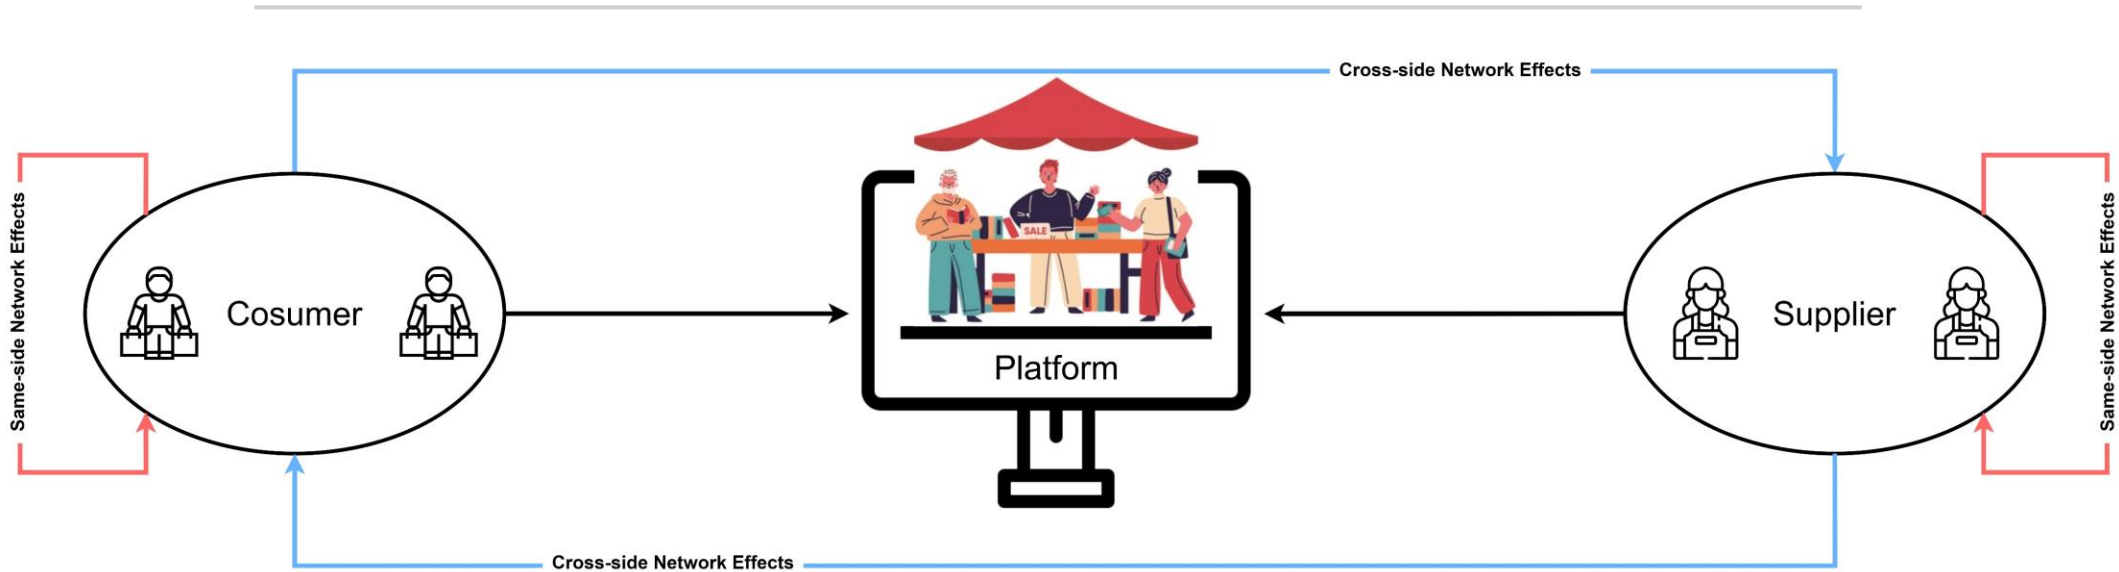 Cross-side Network Effects
Same-side Network Effects
Cosumer
SALE
Platform
Supplier
Same-side Network Effects
Cross-side Network Effects